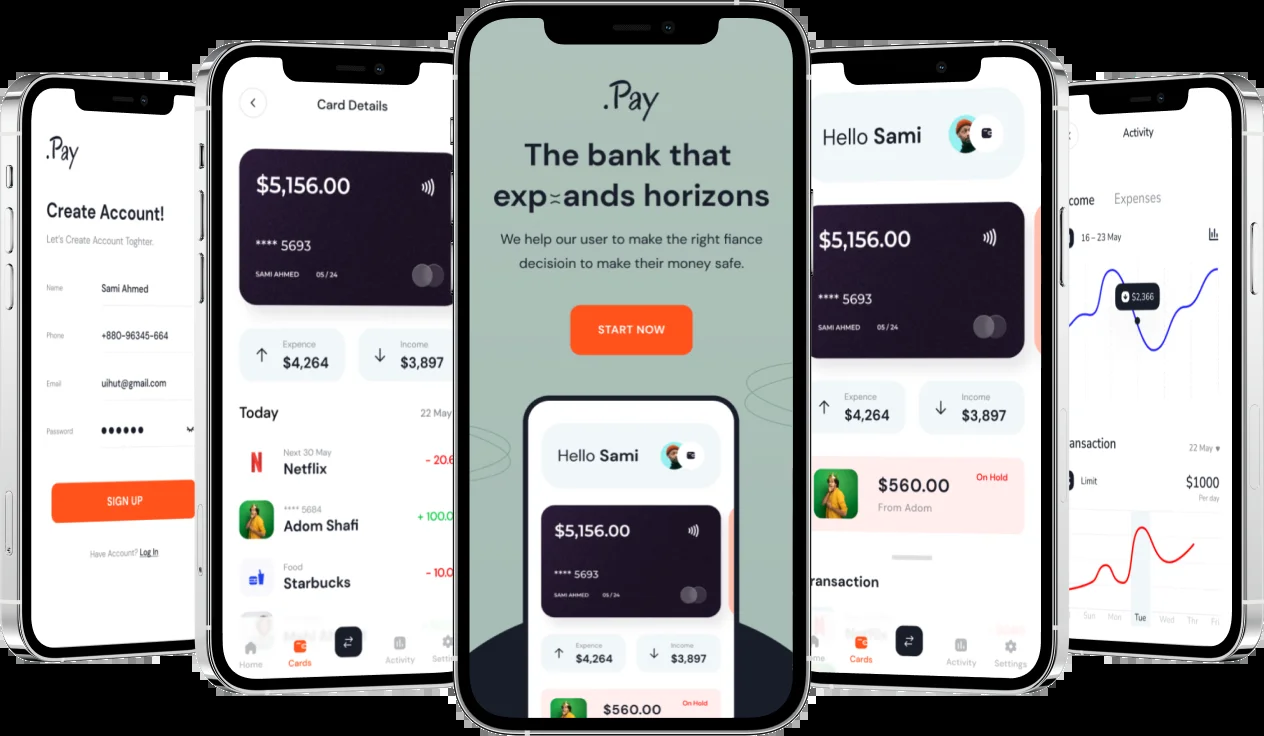 .Pay
Create Account!
Let's Create Account Toghter.
Name Sami Ahmed
Phone +880-96345-664
Email uihut@gmail.com
Password ●●●●●●
SIGN UP
Have Account? Log In
Card Details
$5,156.00
**** 5693
SAMI AHMED 05 / 24
Expence
$4,264
Income
$3,897
Today 22 May
Next 30 May
Netflix
- 20.6
**** 5684
Adom Shafi
+ 100.0
Food
Starbucks
- 10.0
Home Cards Activity Setti
.Pay
The bank that
exp ands horizons
We help our user to make the right fiance
decisioin to make their money safe.
START NOW
Hello Sami
$5,156.00
**** 5693
SAMI AHMED 05 / 24
Expence
$4,264
Income
$3,897
$560.00 On Hold
Hello Sami
$5,156.00
**** 5693
SAMI AHMED 05 / 24
Expence
$4,264
Income
$3,897
$560.00 On Hold
From Adom
ransaction
me Cards Activity Settings
Activity
come Expenses
16 – 23 May
$2,366
ansaction 22 May
Limit $1000
Per day
Sun Mon Tue Wed Thr Fri